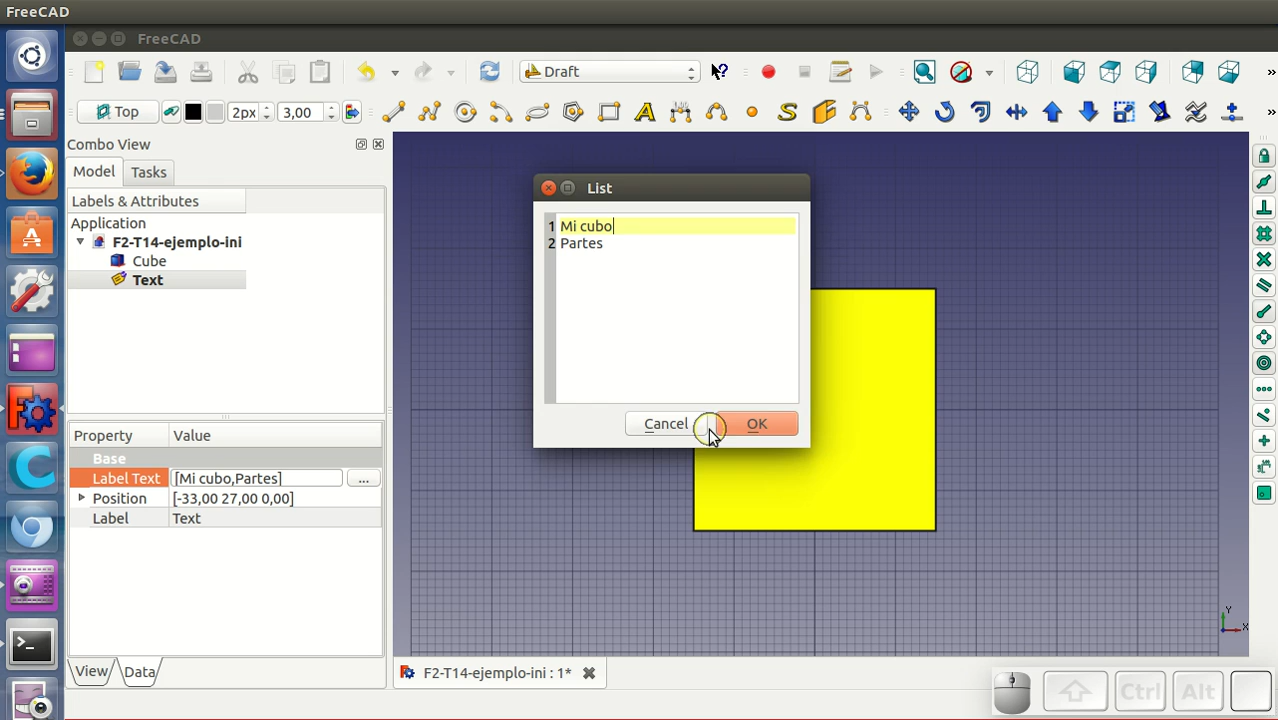 FreeCAD
FreeCAD
Draft
Top
2px
3,00
»
»
Combo View
Model
Tasks
Labels & Attributes
Application
F2-T14-ejemplo-ini
Cube
Text
Property
Value
Base
Label Text
[Mi cubo,Partes]
...
Position
[-33,00 27,00 0,00]
Label
Text
View
Data
List
1 Mi cubo
2 Partes
Cancel
OK
Y
X
F2-T14-ejemplo-ini : 1*
Ctrl
Alt